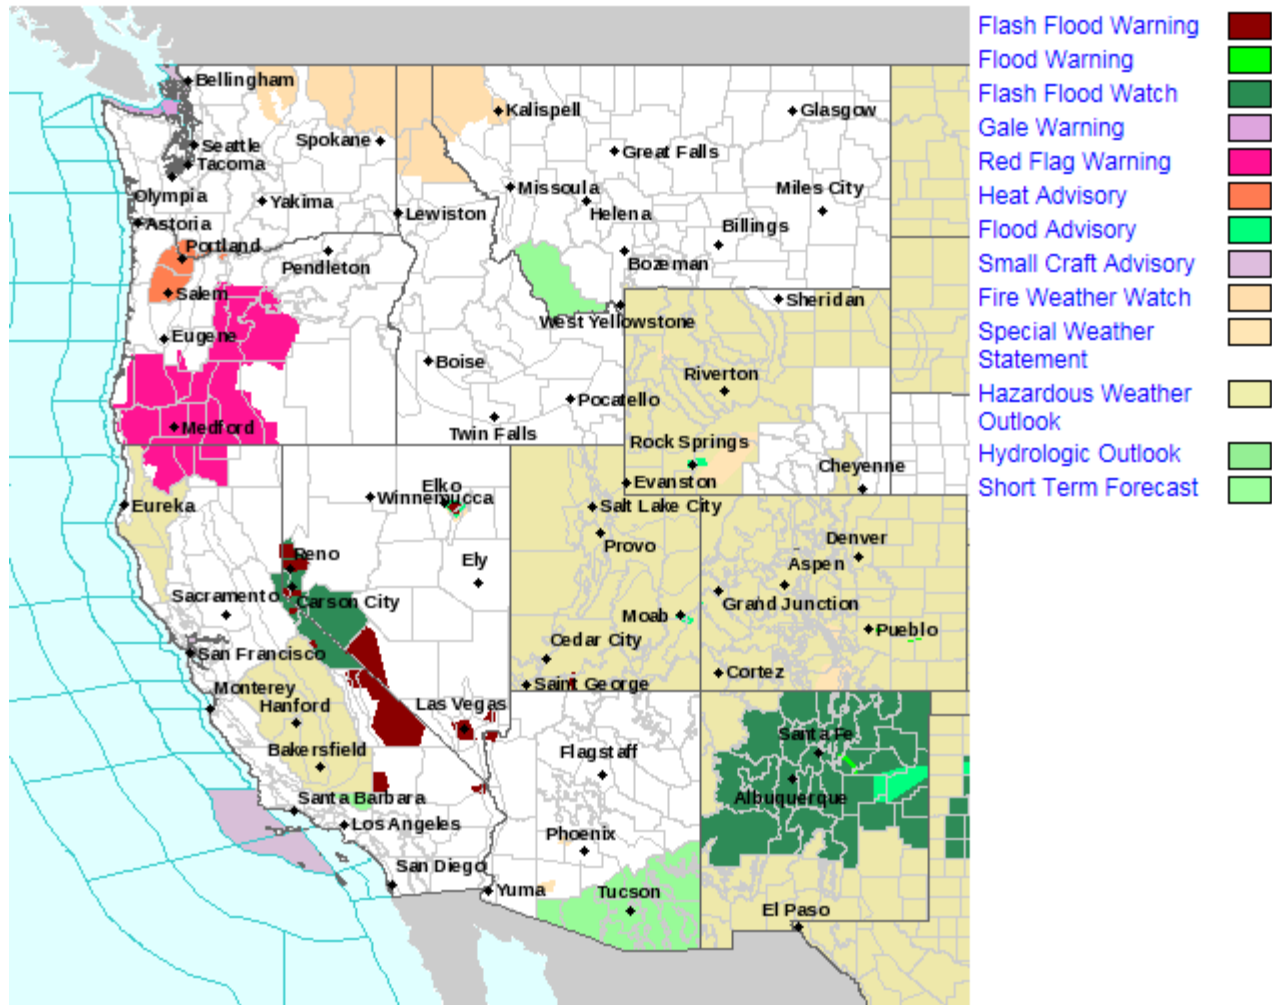 Flash Flood Warning
Flood Warning
Flash Flood Watch
Gale Warning
Red Flag Warning
Heat Advisory
Flood Advisory
Small Craft Advisory
Fire Weather Watch
Special Weather
Statement
Hazardous Weather
Outlook
Hydrologic Outlook
Short Term Forecast
Bellingham
Kalispell
Glasgow
Seattle
Spokane
Great Falls
Tacoma
Missoula
Miles City
Olympia
Yakima
Lewiston
Helena
Astoria
Billings
Portland
Pendleton
Bozeman
Salem
Sheridan
West Yellowstone
Eugene
Boise
Riverton
Pocatello
Medford
Twin Falls
Rock Springs
Cheyenne
Evanston
Elko
Winnemucca
Eureka
Salt Lake City
Provo
Denver
Reno
Ely
Aspen
Sacramento
Carson City
Grand Junction
Moab
Pueblo
Cedar City
San Francisco
Cortez
Saint George
Monterey
Hanford
Las Vegas
Santa Fe
Bakersfield
Flagstaff
Santa Barbara
Albuquerque
Los Angeles
Phoenix
San Diego
Yuma
Tucson
El Paso